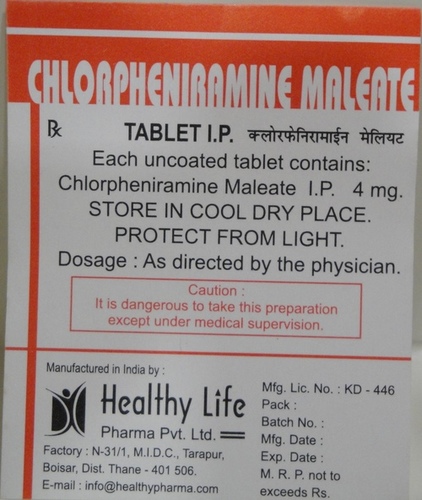 CHLORPHENIRAMINE MALEATE
Rx TABLET I.P. क्लोरफेनिरामाईन मेलियट
Each uncoated tablet contains:
Chlorpheniramine Maleate I.P. 4 mg.
STORE IN COOL DRY PLACE.
PROTECT FROM LIGHT.
Dosage : As directed by the physician.
Caution :
It is dangerous to take this preparation
except under medical supervision.
Manufactured in India by :
Healthy Life
Pharma Pvt. Ltd.
Factory : N-31/1, M.I.D.C., Tarapur,
Boisar, Dist. Thane - 401 506.
E-mail : info@healthypharma.com
Mfg. Lic. No. : KD - 446
Pack :
Batch No. :
Mfg. Date :
Exp. Date :
M. R. P. not to
exceeds Rs.